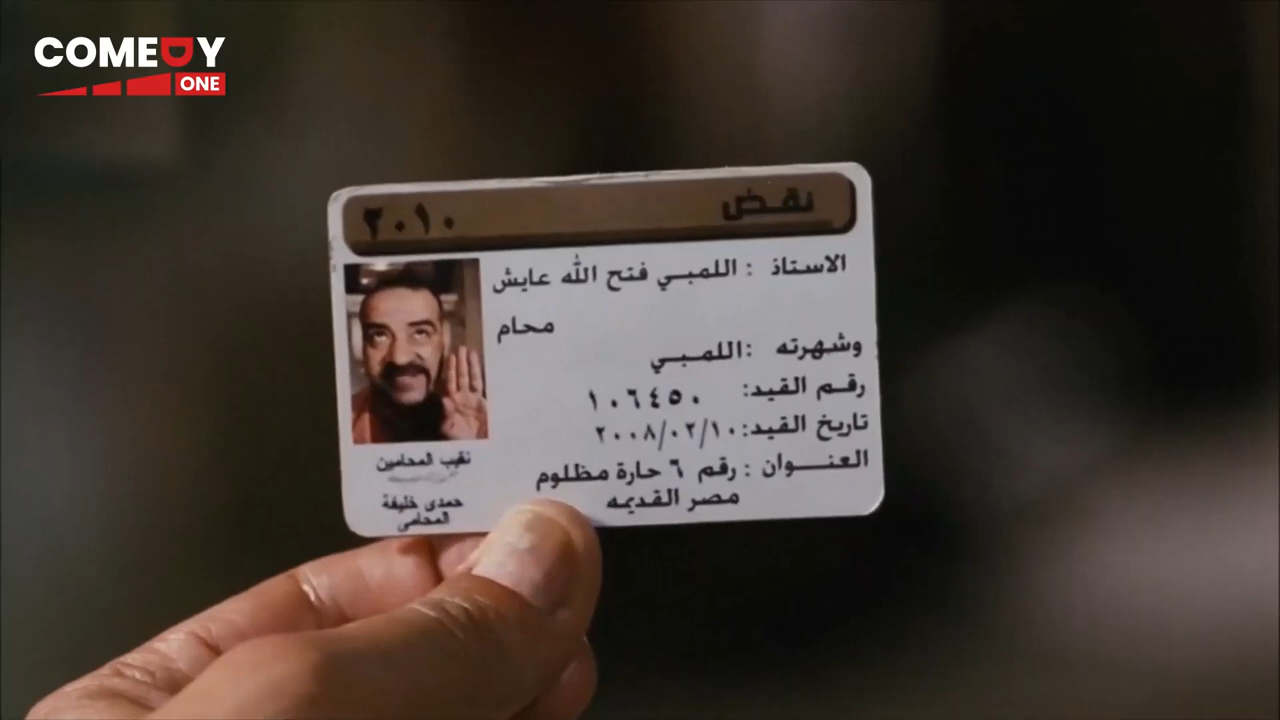 COMEDY
ONE
نقض ٢٠١٠
الاستاذ : اللمبي فتح الله عايش
محام
وشهرته : اللمبي
رقم القيد: ١٠٦٤٥٠
تاريخ القيد: ٢٠٠٨/٠٢/١٠
العنوان : رقم ٦ حارة مظلوم
مصر القديمه
نقيب المحامين
حمدى خليفة
المحامى